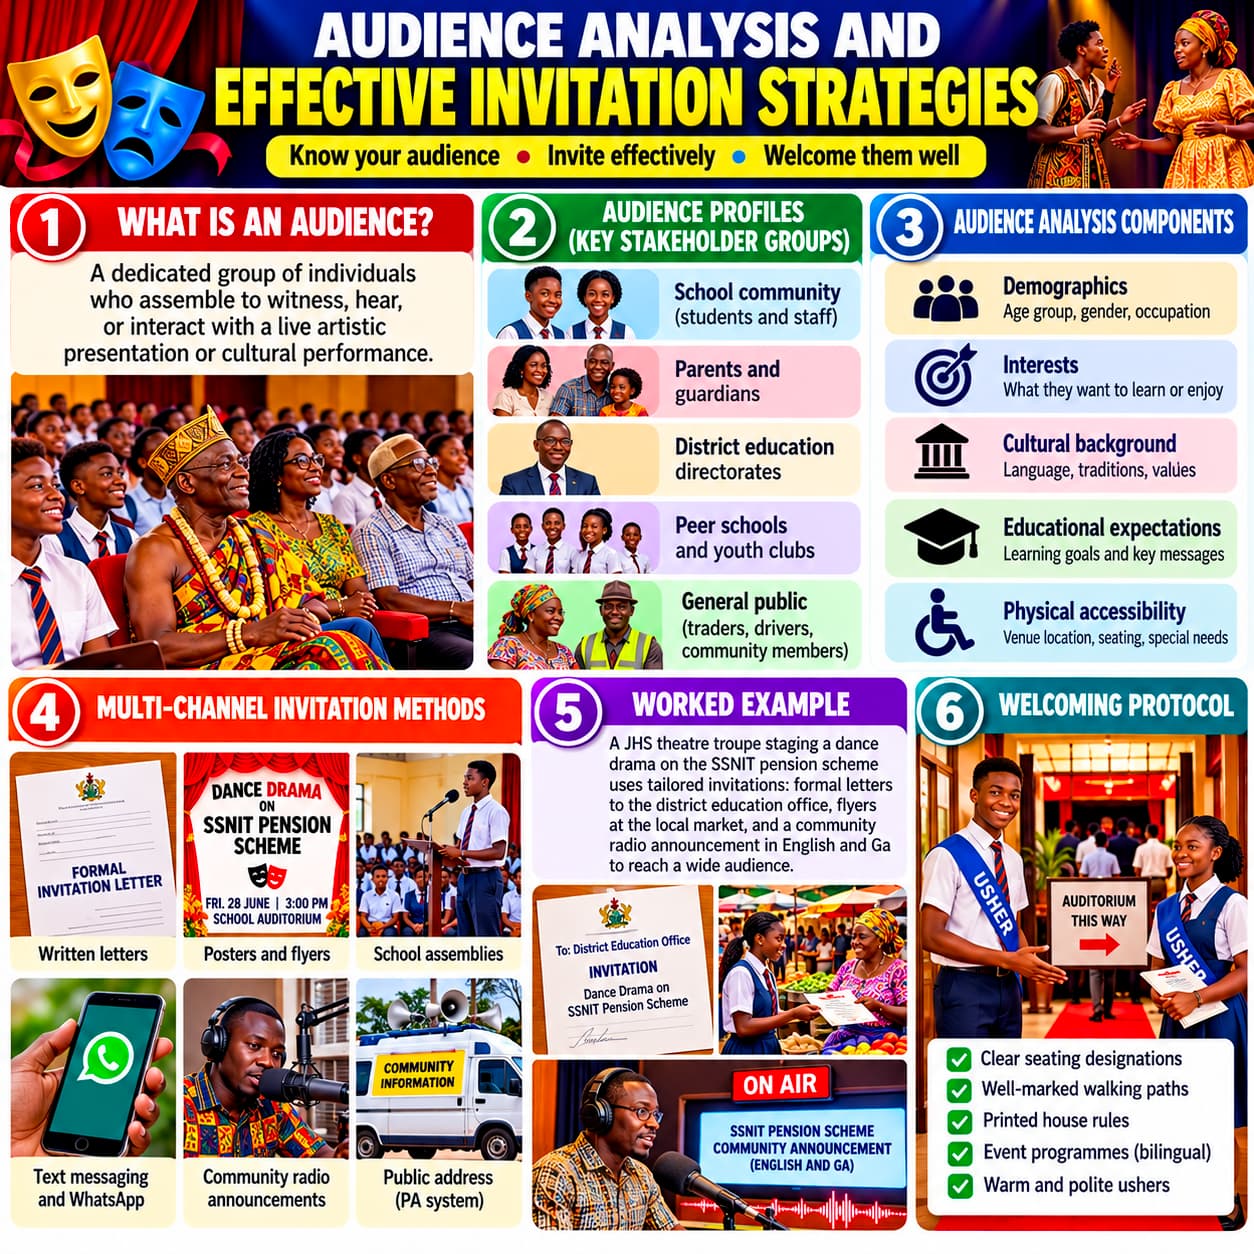 AUDIENCE ANALYSIS AND
EFFECTIVE INVITATION STRATEGIES
Know your audience • Invite effectively • Welcome them well
1 WHAT IS AN AUDIENCE?
A dedicated group of individuals
who assemble to witness, hear,
or interact with a live artistic
presentation or cultural performance.
2 AUDIENCE PROFILES
(KEY STAKEHOLDER GROUPS)
School community
(students and staff)
Parents and
guardians
District education
directorates
Peer schools
and youth clubs
General public
(traders, drivers,
community members)
3 AUDIENCE ANALYSIS COMPONENTS
Demographics
Age group, gender, occupation
Interests
What they want to learn or enjoy
Cultural background
Language, traditions, values
Educational expectations
Learning goals and key messages
Physical accessibility
Venue location, seating, special needs
4 MULTI-CHANNEL INVITATION METHODS
FORMAL
INVITATION LETTER
Written letters
DANCE DRAMA
ON
SSNIT PENSION
SCHEME
FRI. 28 JUNE | 3:00 PM
SCHOOL AUDITORIUM
Posters and flyers
School assemblies
Text messaging
and WhatsApp
Community radio
announcements
COMMUNITY
INFORMATION
Public address
(PA system)
5 WORKED EXAMPLE
A JHS theatre troupe staging a dance
drama on the SSNIT pension scheme
uses tailored invitations: formal letters
to the district education office, flyers
at the local market, and a community
radio announcement in English and Ga
to reach a wide audience.
To: District Education Office
INVITATION
Dance Drama on
SSNIT Pension Scheme
ON AIR
SSNIT PENSION SCHEME
COMMUNITY ANNOUNCEMENT
(ENGLISH AND GA)
6 WELCOMING PROTOCOL
USHER
AUDITORIUM
THIS WAY
USHER
Clear seating designations
Well-marked walking paths
Printed house rules
Event programmes (bilingual)
Warm and polite ushers